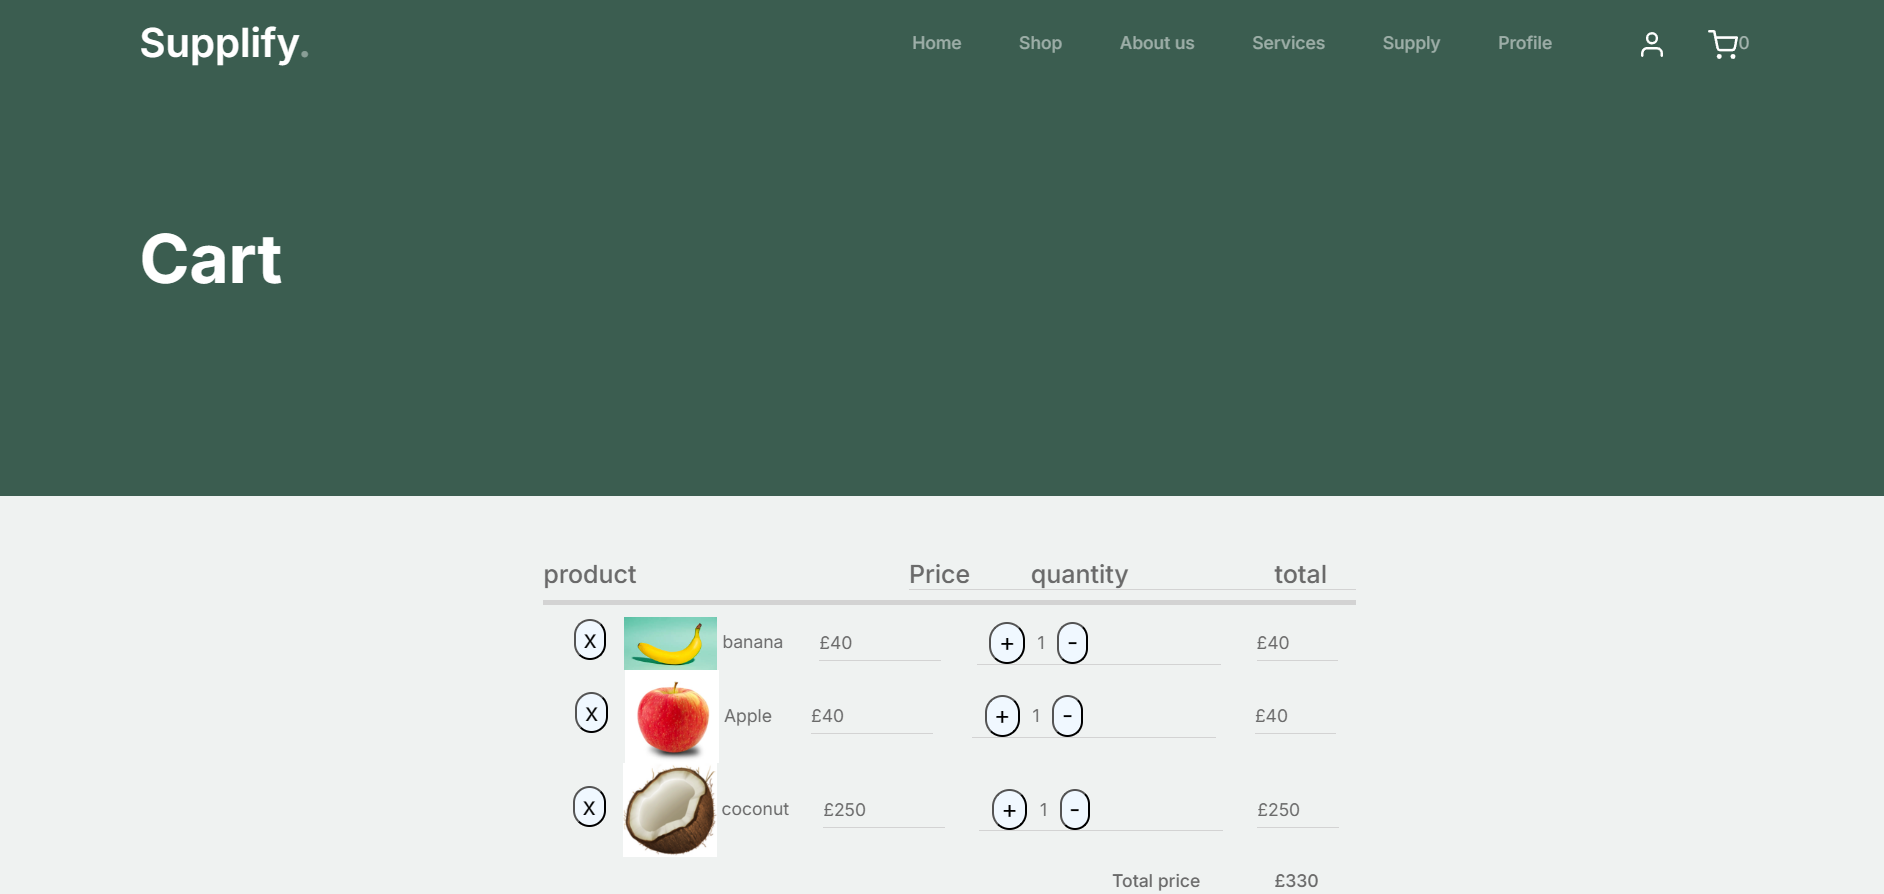 Supplify.
Home Shop About us Services Supply Profile 0
Cart
product Price quantity total
X banana £40 + 1 - £40
X Apple £40 + 1 - £40
X coconut £250 + 1 - £250
Total price £330